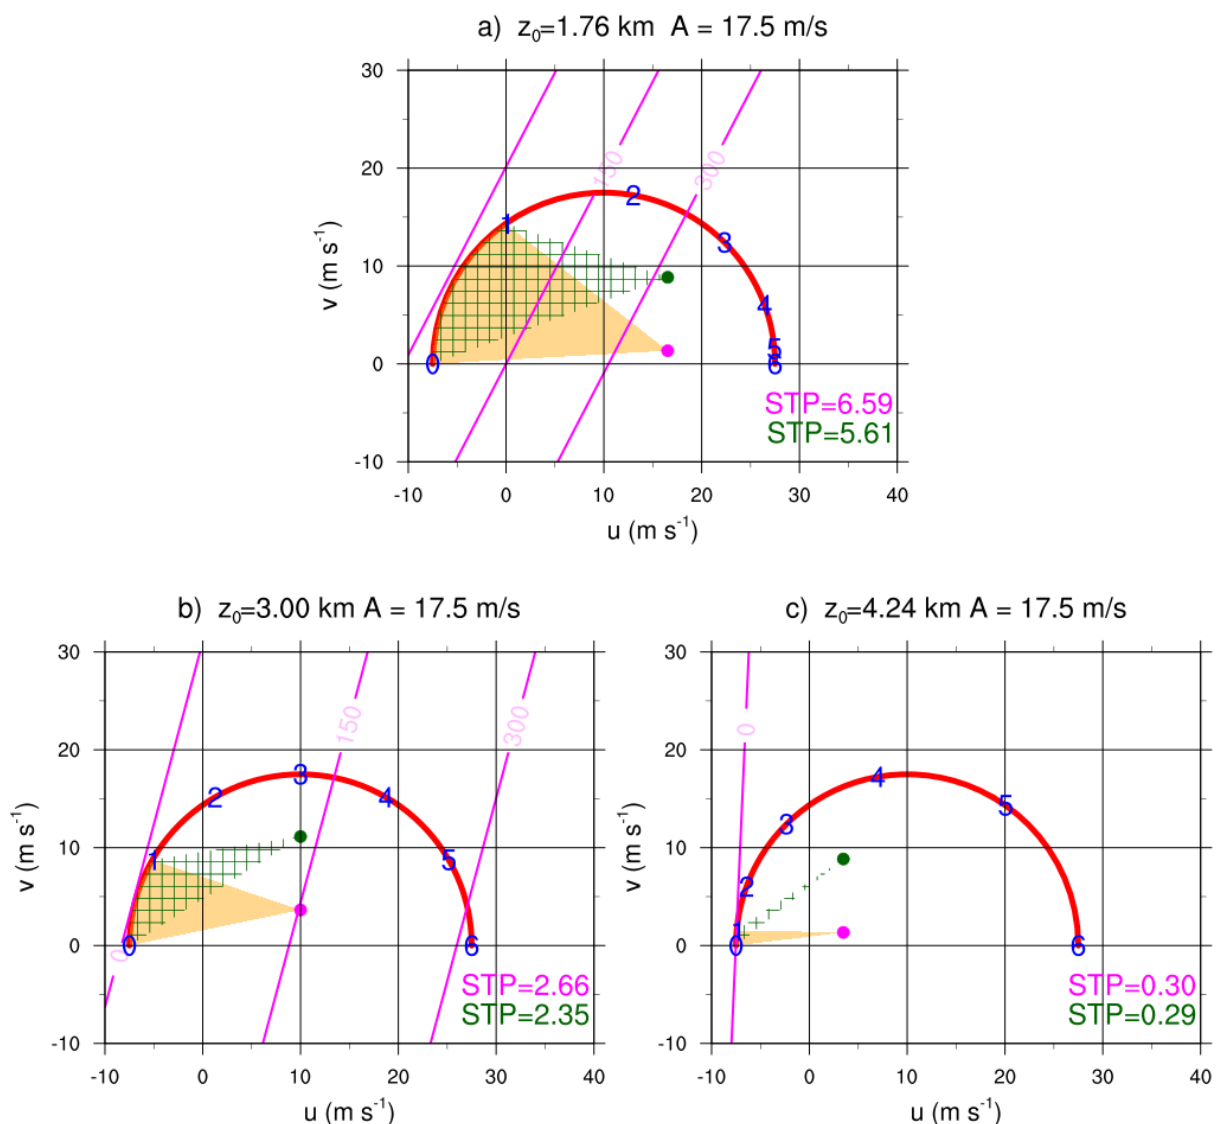 a)  z₀=1.76 km  A = 17.5 m/s
30
20
10
0
-10
v (m s⁻¹)
150
300
0
1
2
3
4
5
6
STP=6.59
STP=5.61
-10 0 10 20 30 40
u (m s⁻¹)
b)  z₀=3.00 km A = 17.5 m/s
30
20
10
0
-10
v (m s⁻¹)
0
150
300
0
1
2
3
4
5
6
STP=2.66
STP=2.35
-10 0 10 20 30 40
u (m s⁻¹)
c)  z₀=4.24 km A = 17.5 m/s
30
20
10
0
-10
v (m s⁻¹)
0
0
1
2
3
4
5
6
STP=0.30
STP=0.29
-10 0 10 20 30 40
u (m s⁻¹)